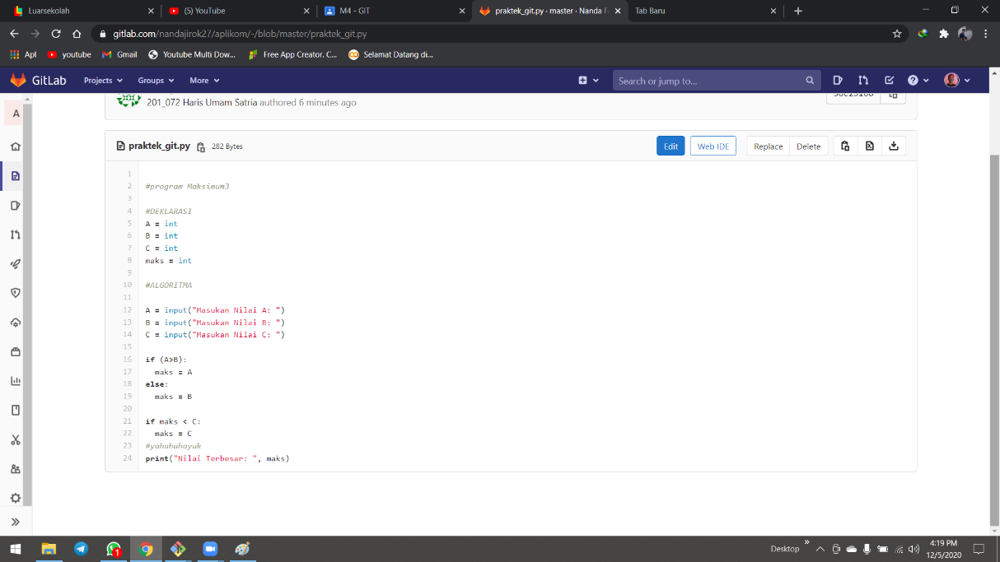 Luarsekolah
(5) YouTube
M4 - GIT
praktek_git.py · master · Nanda F
Tab Baru
gitlab.com/nandajirok27/aplikom/-/blob/master/praktek_git.py
Apl
youtube
Gmail
Youtube Multi Dow...
Free App Creator. C...
Selamat Datang di...
GitLab
Projects
Groups
More
Search or jump to...
A
201_072 Haris Umam Satria authored 6 minutes ago
praktek_git.py
282 Bytes
Edit
Web IDE
Replace
Delete
1
2 #program Maksimum3
3
4 #DEKLARASI
5 A = int
6 B = int
7 C = int
8 maks = int
9
10 #ALGORITMA
11
12 A = input("Masukan Nilai A: ")
13 B = input("Masukan Nilai B: ")
14 C = input("Masukan Nilai C: ")
15
16 if (A>B):
17 maks = A
18 else:
19 maks = B
20
21 if maks < C:
22 maks = C
23 #yahahahayuk
24 print("Nilai Terbesar: ", maks)
1
Desktop
4:19 PM
12/5/2020